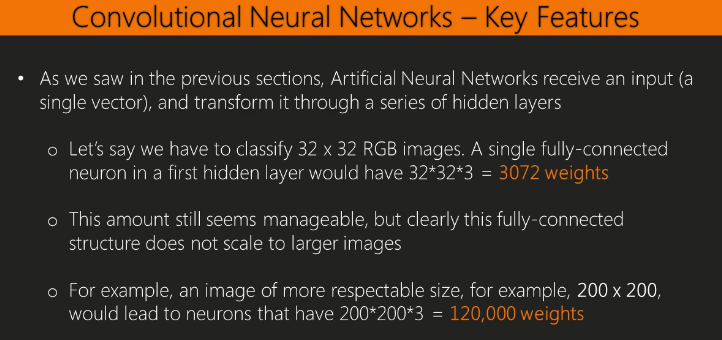 Convolutional Neural Networks – Key Features
• As we saw in the previous sections, Artificial Neural Networks receive an input (a
single vector), and transform it through a series of hidden layers
o Let's say we have to classify 32 x 32 RGB images. A single fully-connected
neuron in a first hidden layer would have 32*32*3 = 3072 weights
o This amount still seems manageable, but clearly this fully-connected
structure does not scale to larger images
o For example, an image of more respectable size, for example, 200 x 200,
would lead to neurons that have 200*200*3 = 120,000 weights